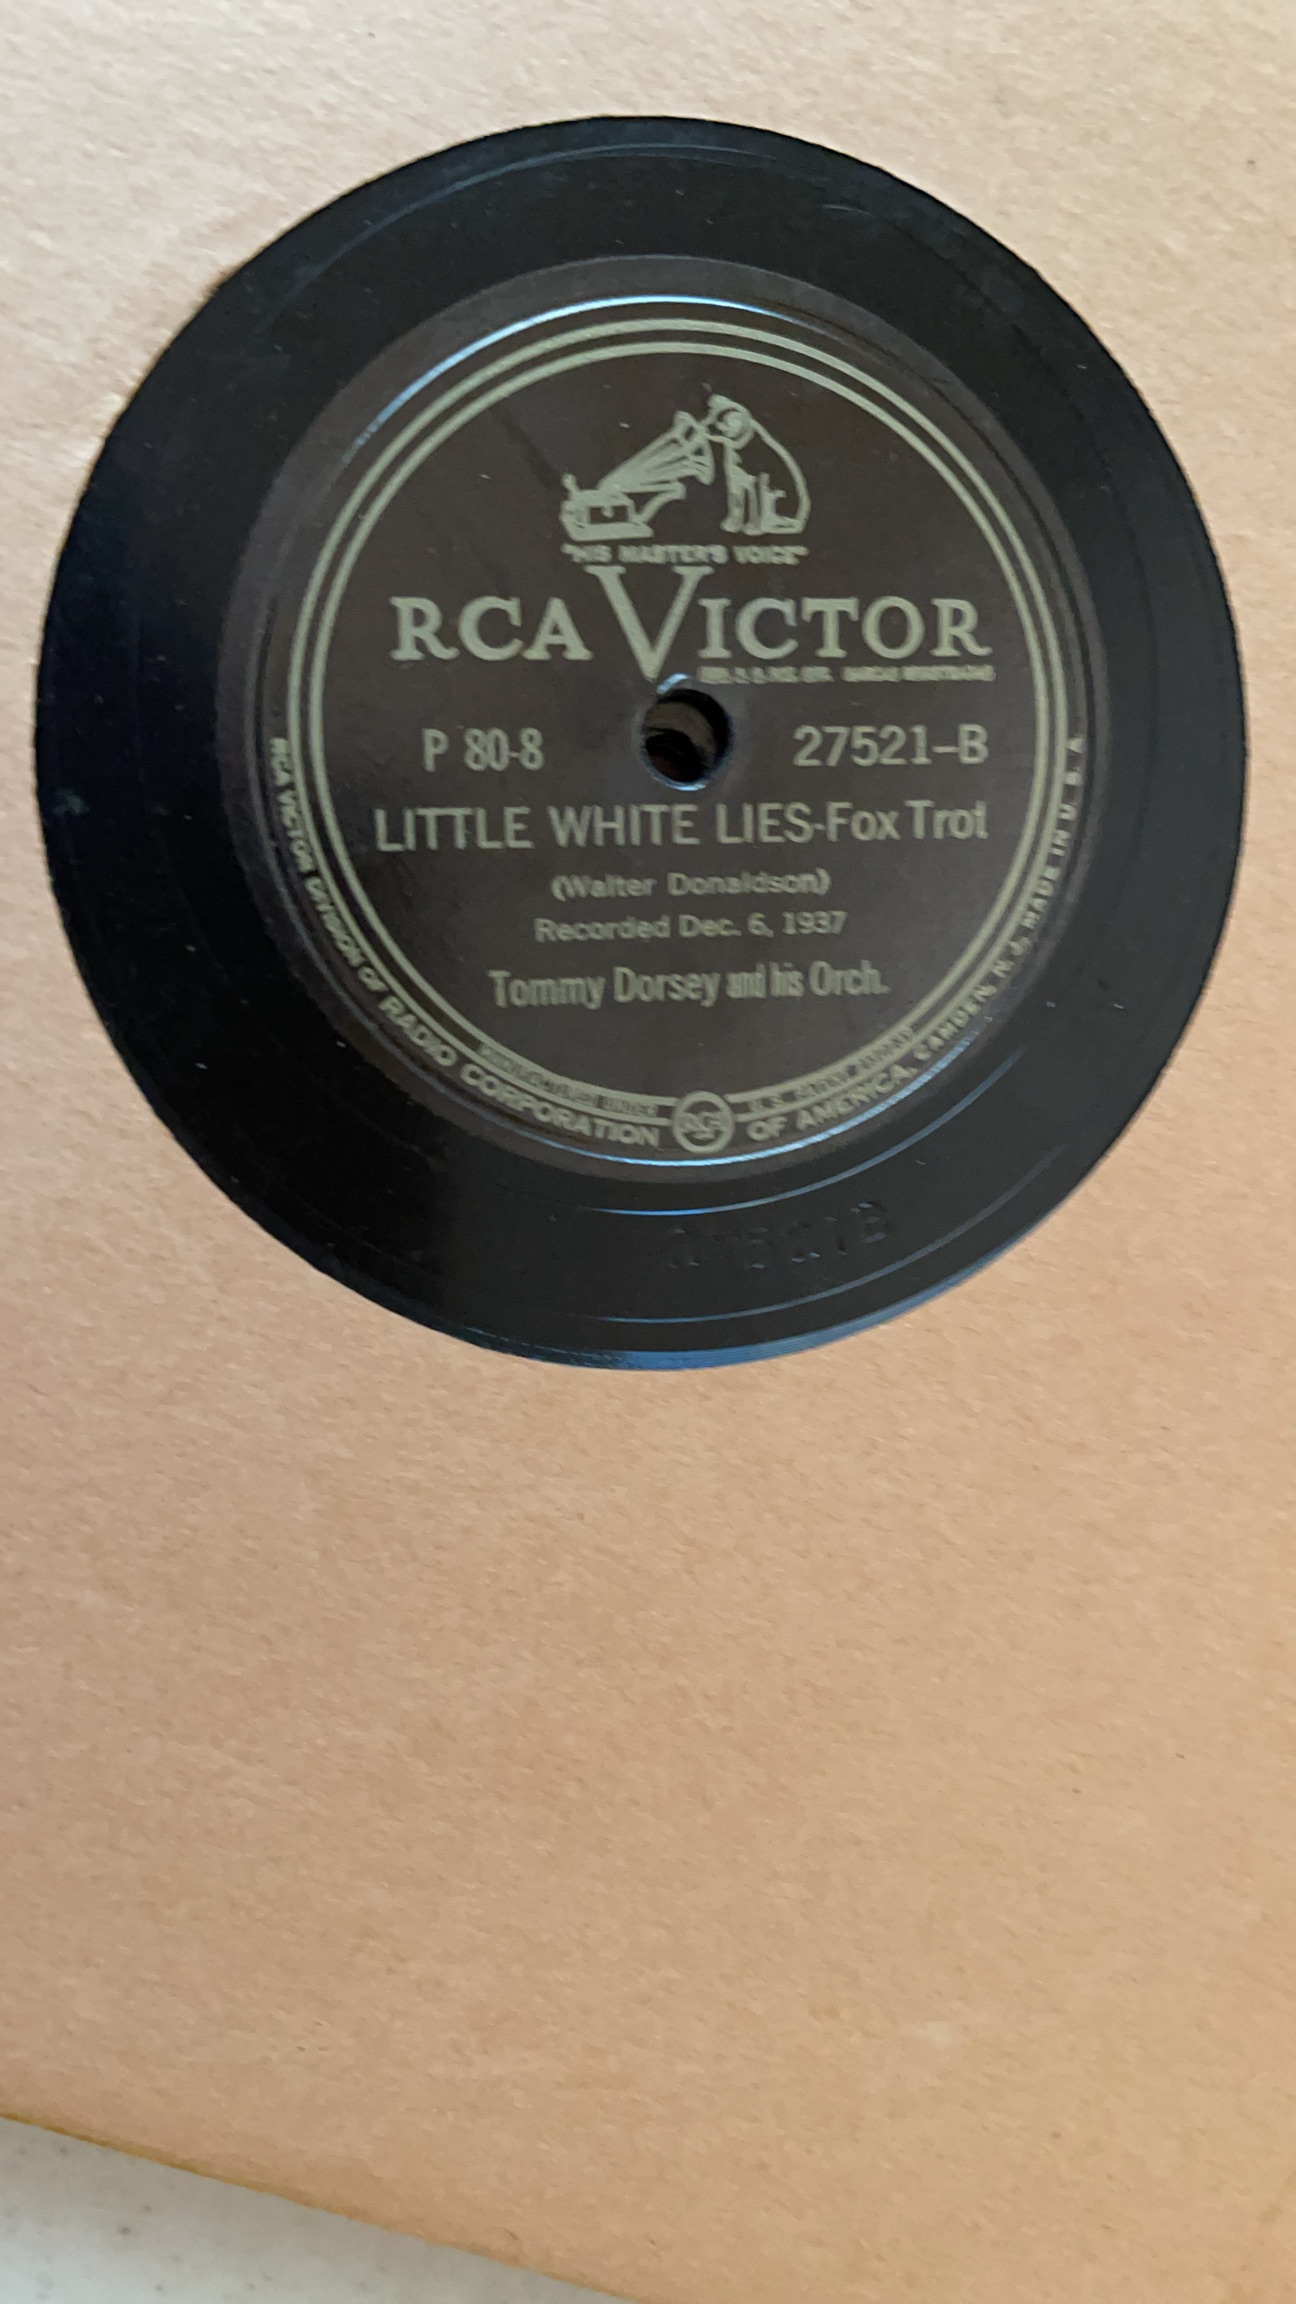 "HIS MASTER'S VOICE"
RCA VICTOR
P 80-8
27521-B
LITTLE WHITE LIES-Fox Trot
(Walter Donaldson)
Recorded Dec. 6, 1937
Tommy Dorsey and his Orch.
RCA VICTOR DIVISION OF RADIO CORPORATION OF AMERICA, CAMDEN, N. J., MADE IN U. S. A.
27521B